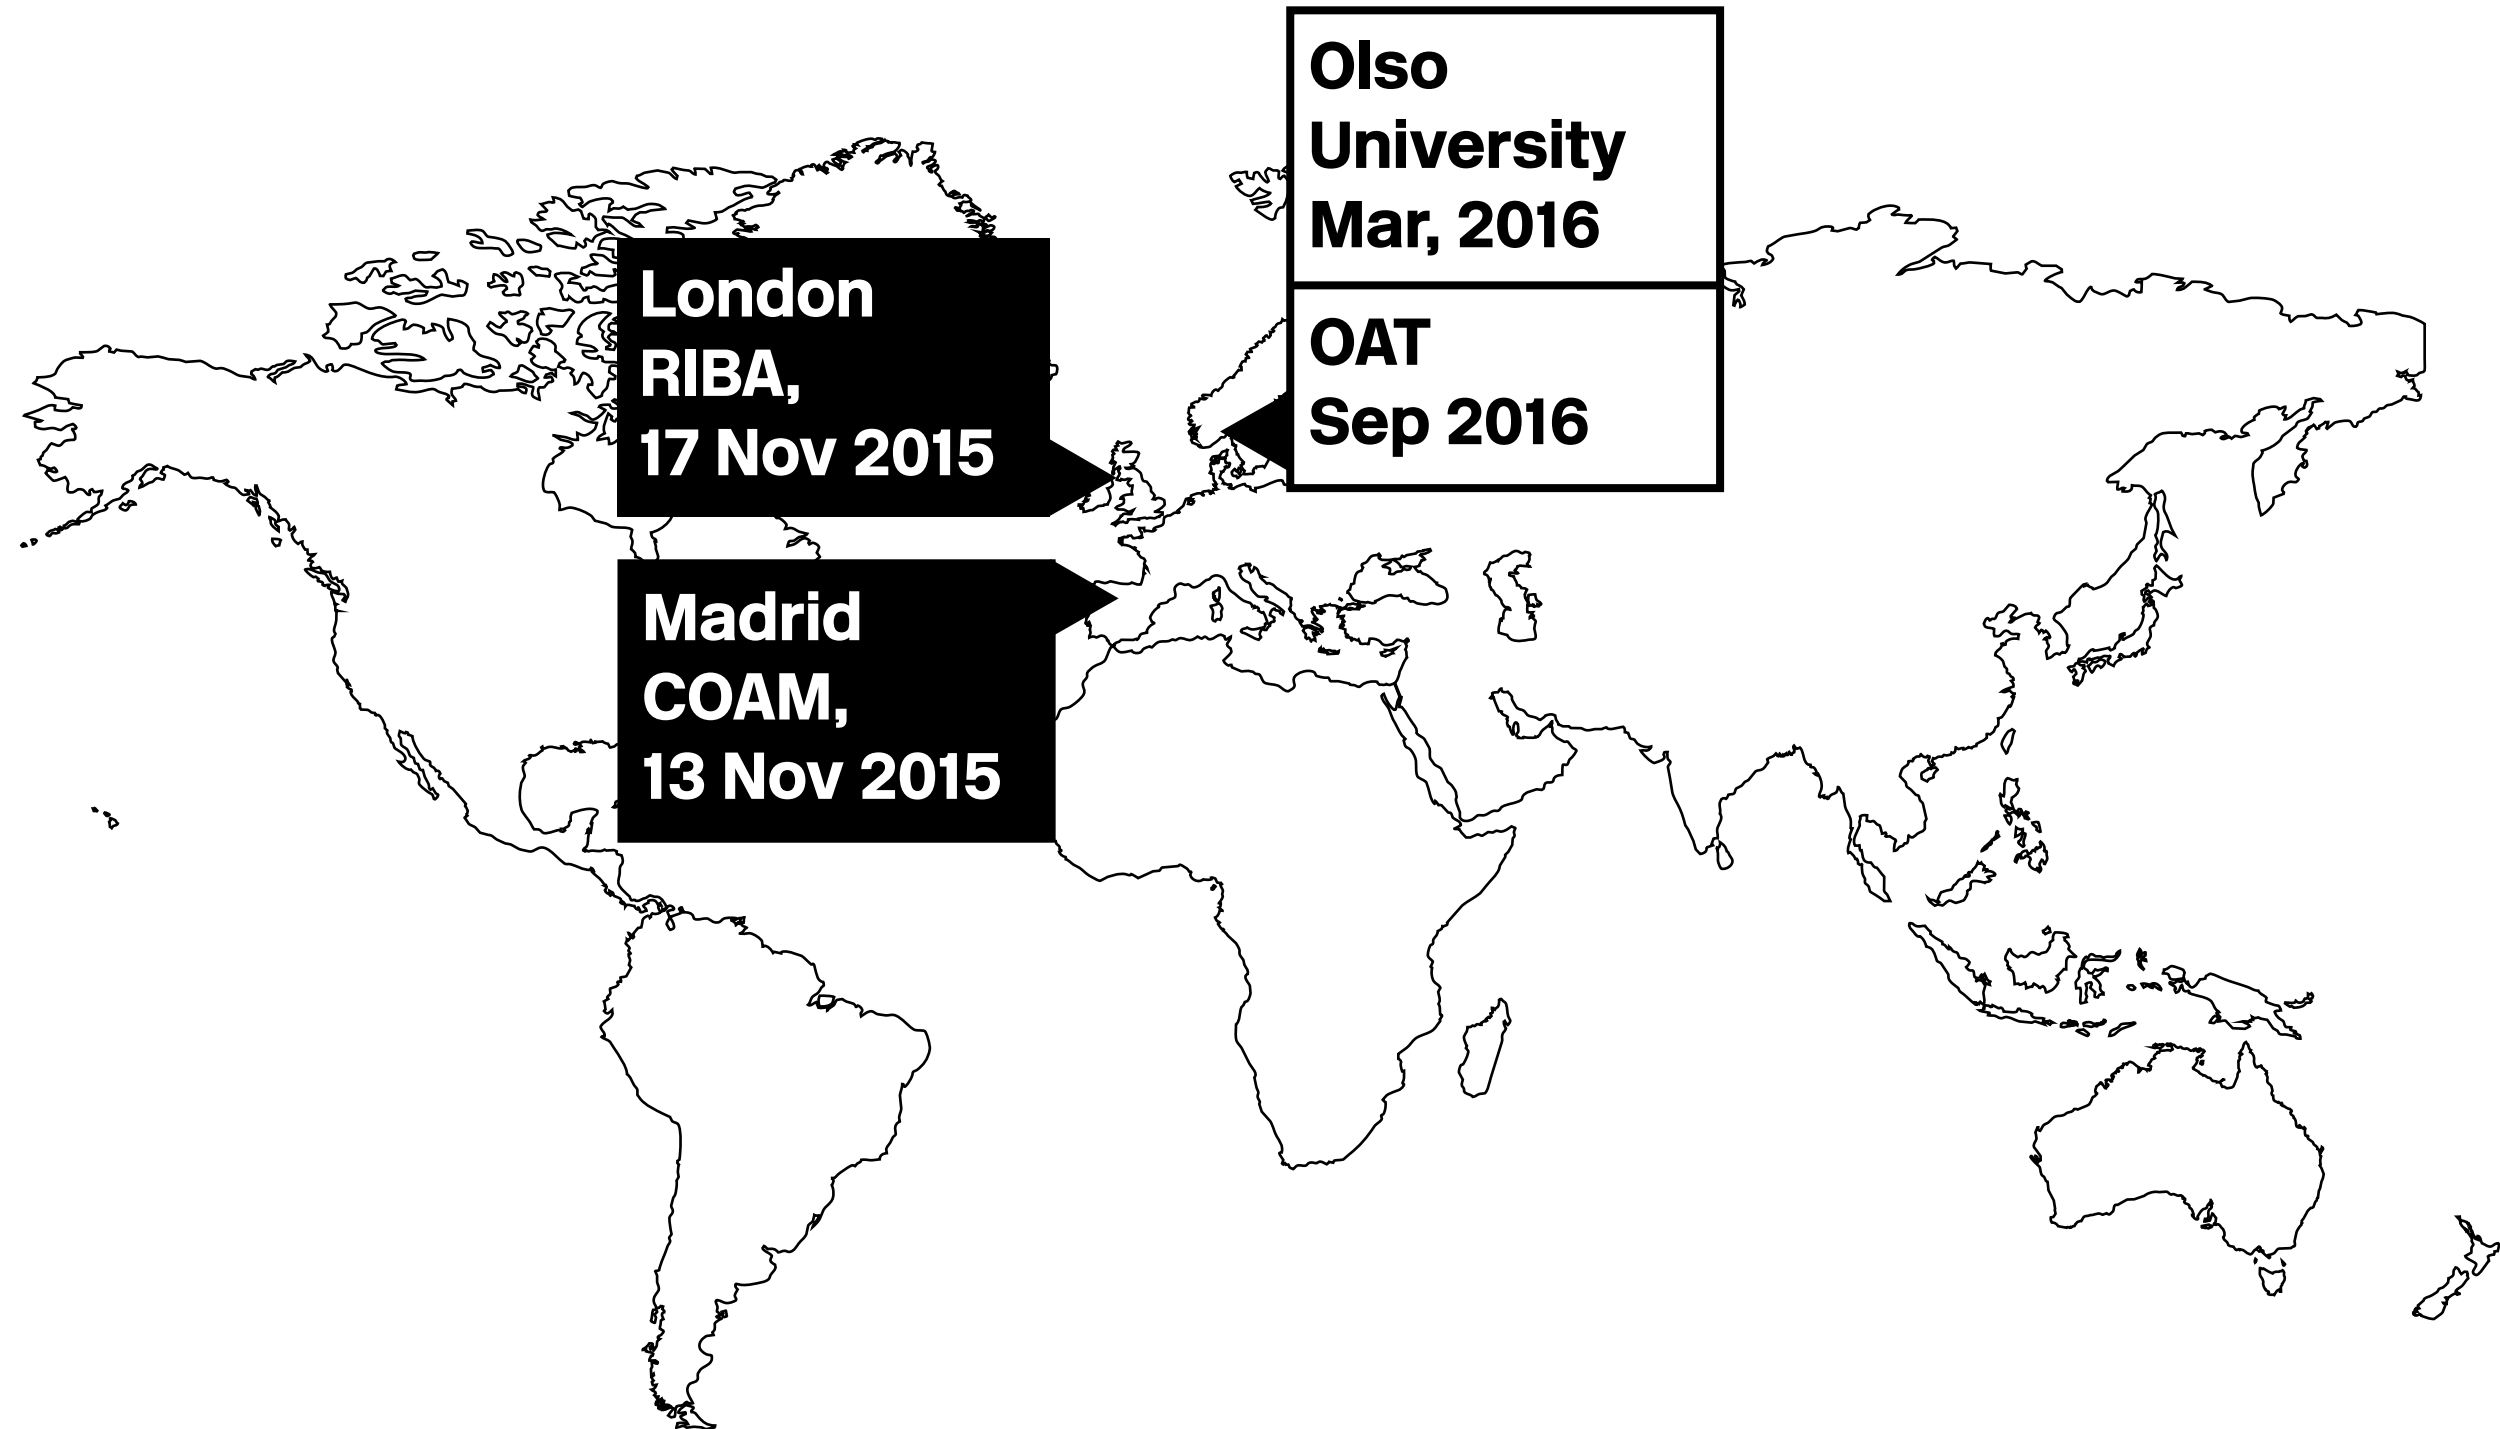 Olso
University
Mar, 2016
OAT
Sep 2016
London
RIBA,
17 Nov 2015
Madrid
COAM,
13 Nov 2015